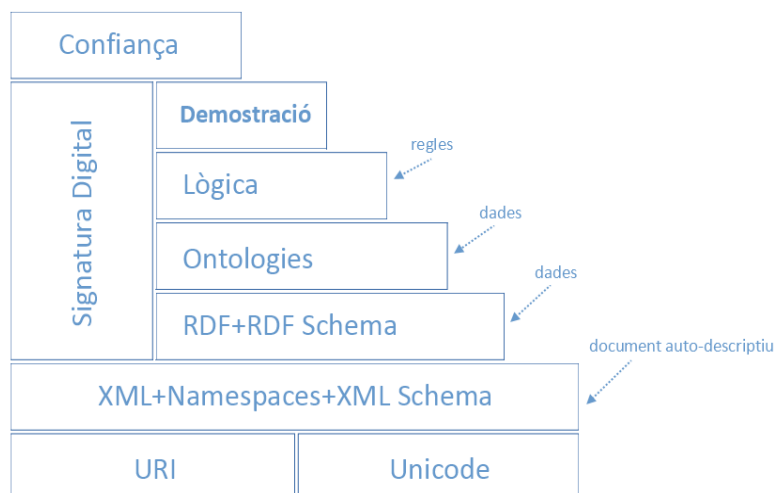 Confiança
Signatura Digital
Demostració
regles
Lògica
dades
Ontologies
dades
RDF+RDF Schema
document auto-descriptiu
XML+Namespaces+XML Schema
URI
Unicode